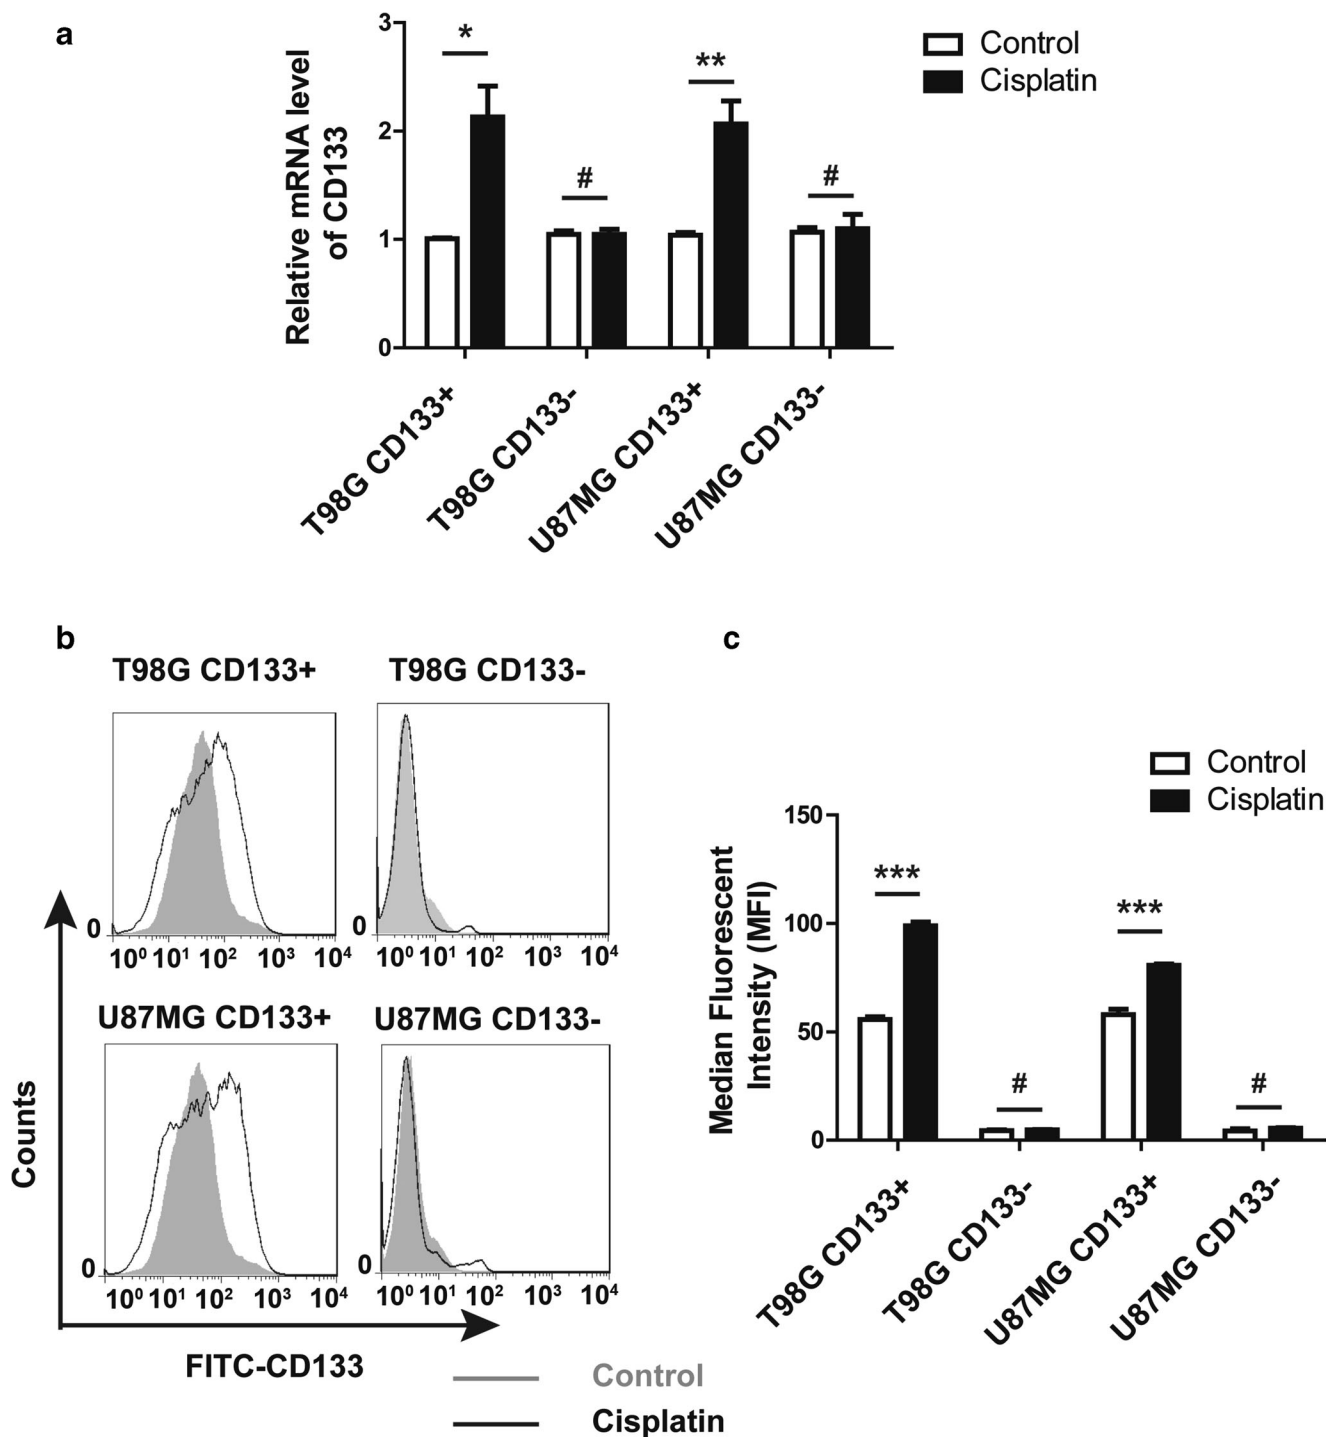 a
Relative mRNA level
of CD133
3
2
1
0
*
#
**
#
Control
Cisplatin
T98G CD133+
T98G CD133-
U87MG CD133+
U87MG CD133-
b
T98G CD133+
T98G CD133-
0
10⁰ 10¹ 10² 10³ 10⁴
0
10⁰ 10¹ 10² 10³ 10⁴
U87MG CD133+
U87MG CD133-
0
10⁰ 10¹ 10² 10³ 10⁴
0
10⁰ 10¹ 10² 10³ 10⁴
Counts
FITC-CD133
Control
Cisplatin
c
Control
Cisplatin
Median Fluorescent
Intensity (MFI)
150
100
50
0
***
#
***
#
T98G CD133+
T98G CD133-
U87MG CD133+
U87MG CD133-